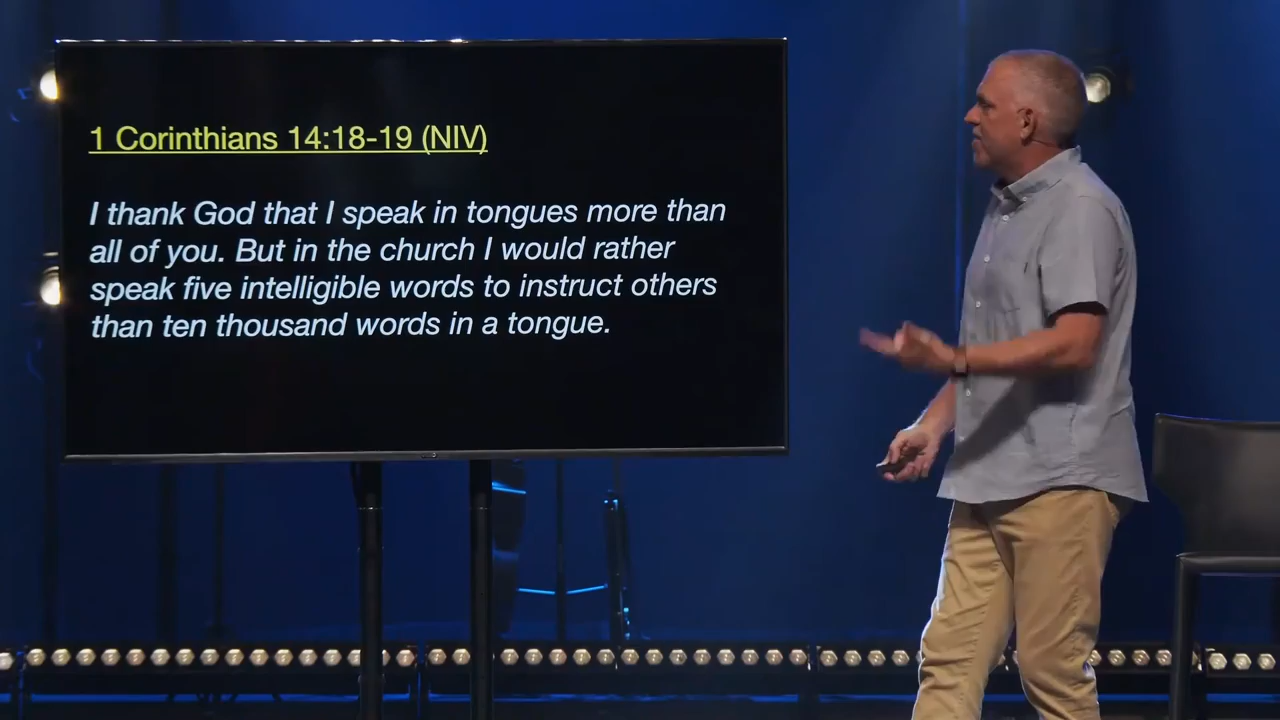 1 Corinthians 14:18-19 (NIV)
I thank God that I speak in tongues more than
all of you. But in the church I would rather
speak five intelligible words to instruct others
than ten thousand words in a tongue.